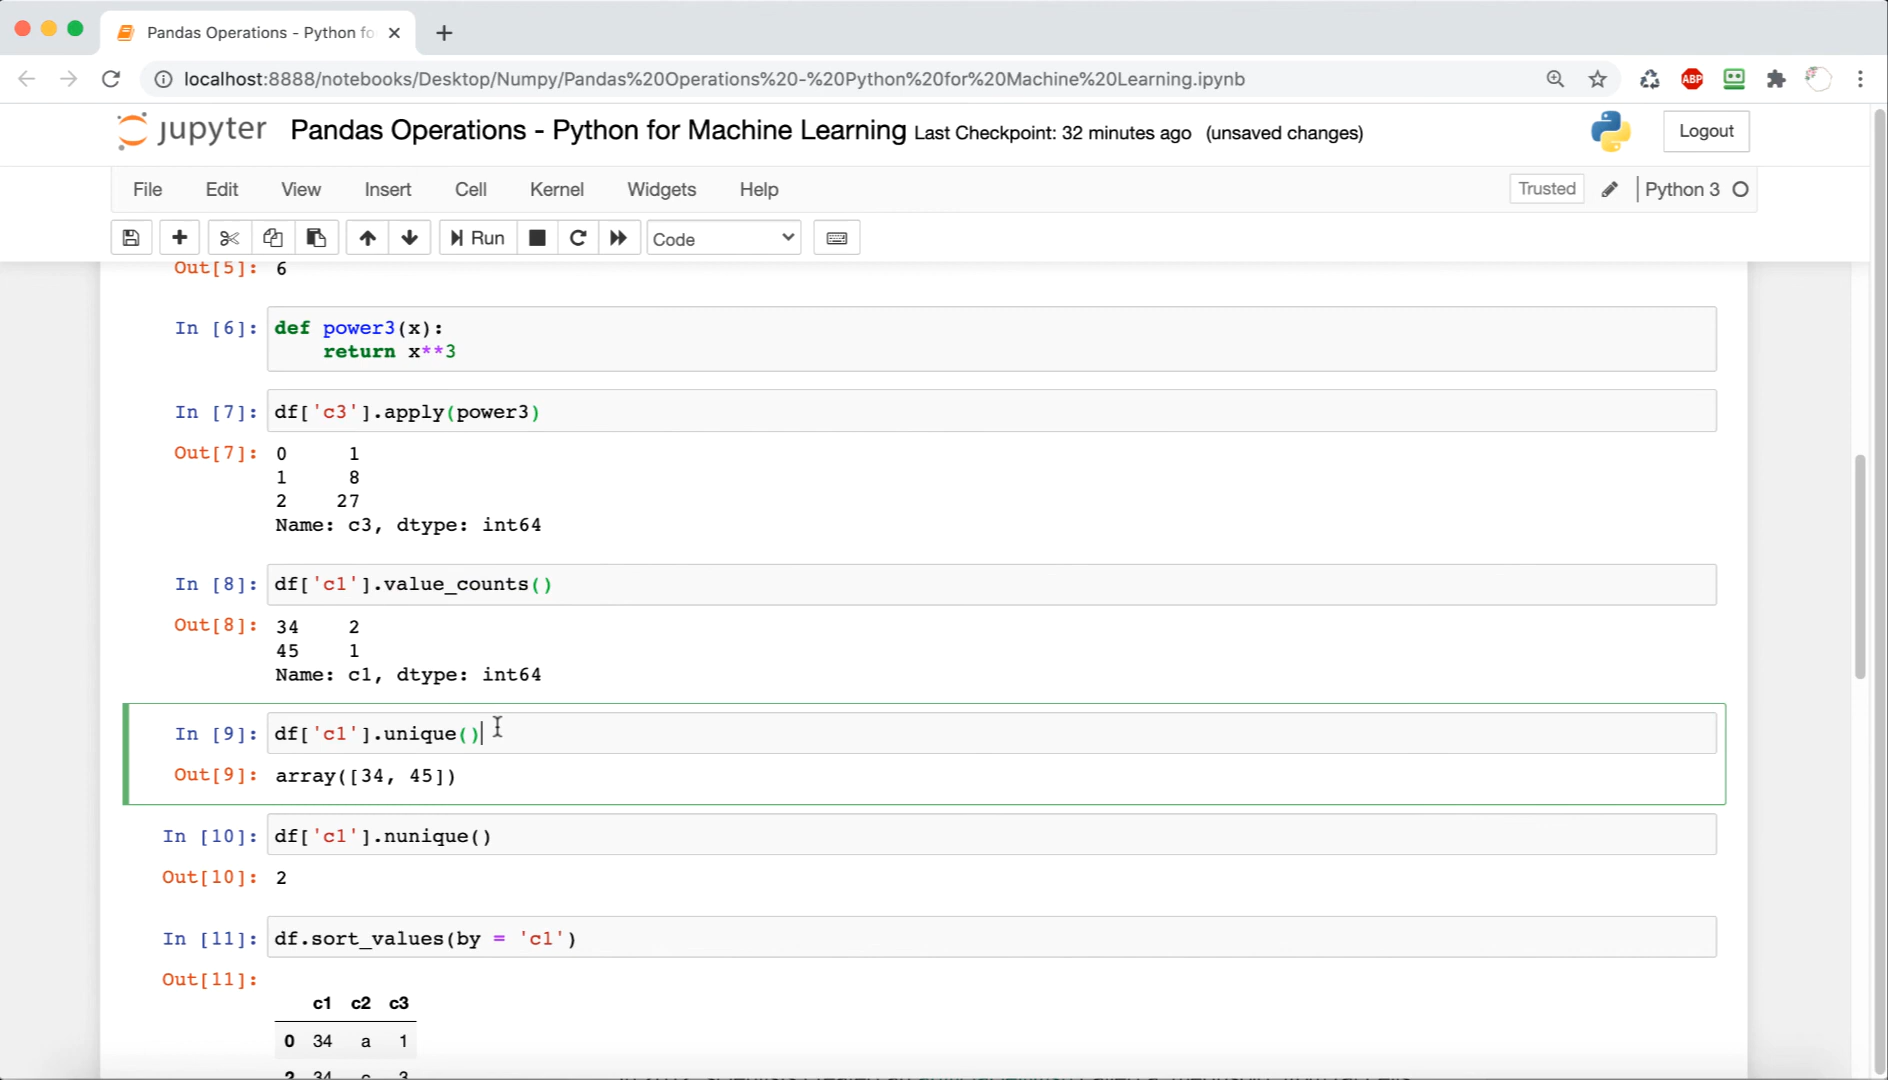 Pandas Operations - Python fo
localhost:8888/notebooks/Desktop/Numpy/Pandas%20Operations%20-%20Python%20for%20Machine%20Learning.ipynb
ABP
jupyter Pandas Operations - Python for Machine Learning Last Checkpoint: 32 minutes ago (unsaved changes)
Logout
File Edit View Insert Cell Kernel Widgets Help
Trusted Python 3
Run Code
Out[5]: 6
In [6]: def power3(x):
return x**3
In [7]: df['c3'].apply(power3)
Out[7]: 0 1
1 8
2 27
Name: c3, dtype: int64
In [8]: df['c1'].value_counts()
Out[8]: 34 2
45 1
Name: c1, dtype: int64
In [9]: df['c1'].unique()
Out[9]: array([34, 45])
In [10]: df['c1'].nunique()
Out[10]: 2
In [11]: df.sort_values(by = 'c1')
Out[11]:
c1 c2 c3
0 34 a 1
2 34 c 3